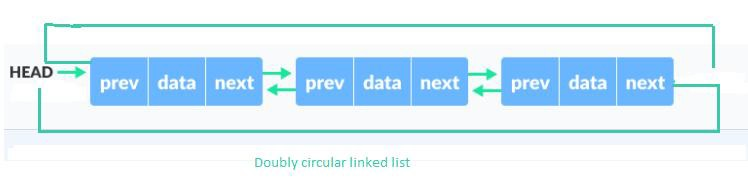 HEAD prev data next prev data next prev data next
Doubly circular linked list